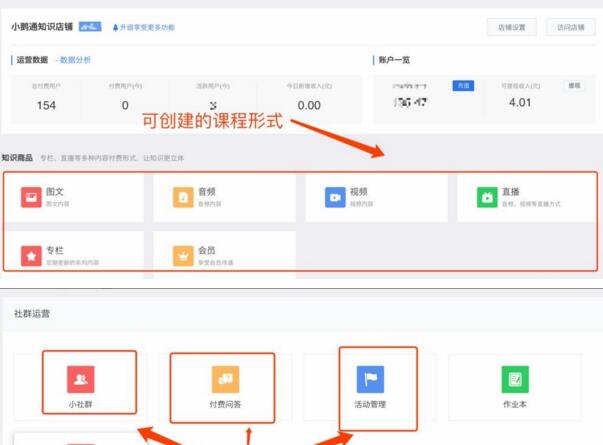 小鹅通知识店铺
升级享受更多功能
店铺设置
访问店铺
运营数据 - 数据分析
账户一览
总付费用户
付费用户(今)
活跃用户(今)
今日新增收入(元)
充值
可提现收入(元)
提现
154
0
0.00
4.01
可创建的课程形式
知识商品 专栏、直播等多种内容付费形式，让知识更立体
图文
图文内容
音频
音频内容
视频
视频内容
直播
音频、视频等直播方式
专栏
定期更新的系列内容
会员
享受会员待遇
社群运营
小社群
付费问答
活动管理
作业本